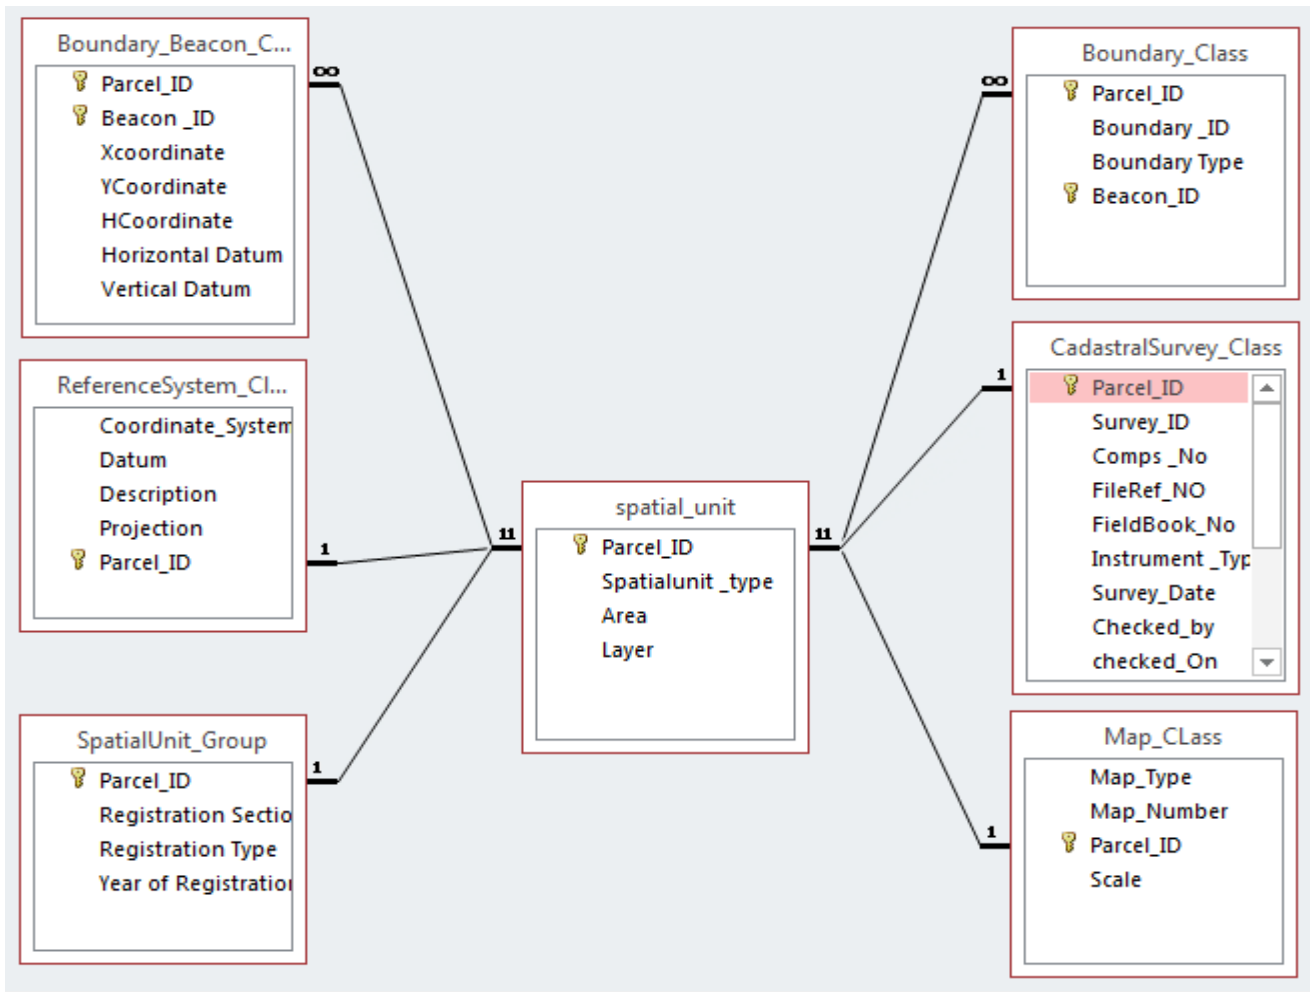 Boundary_Beacon_C...
∞
Parcel_ID
Beacon _ID
Xcoordinate
YCoordinate
HCoordinate
Horizontal Datum
Vertical Datum
ReferenceSystem_Cl...
Coordinate_System
Datum
Description
Projection
1
Parcel_ID
SpatialUnit_Group
1
Parcel_ID
Registration Sectio
Registration Type
Year of Registration
spatial_unit
11
11
Parcel_ID
Spatialunit _type
Area
Layer
Boundary_Class
∞
Parcel_ID
Boundary _ID
Boundary Type
Beacon_ID
CadastralSurvey_Class
1
Parcel_ID
Survey_ID
Comps _No
FileRef_NO
FieldBook_No
Instrument _Typ
Survey_Date
Checked_by
checked_On
Map_CLass
Map_Type
Map_Number
1
Parcel_ID
Scale